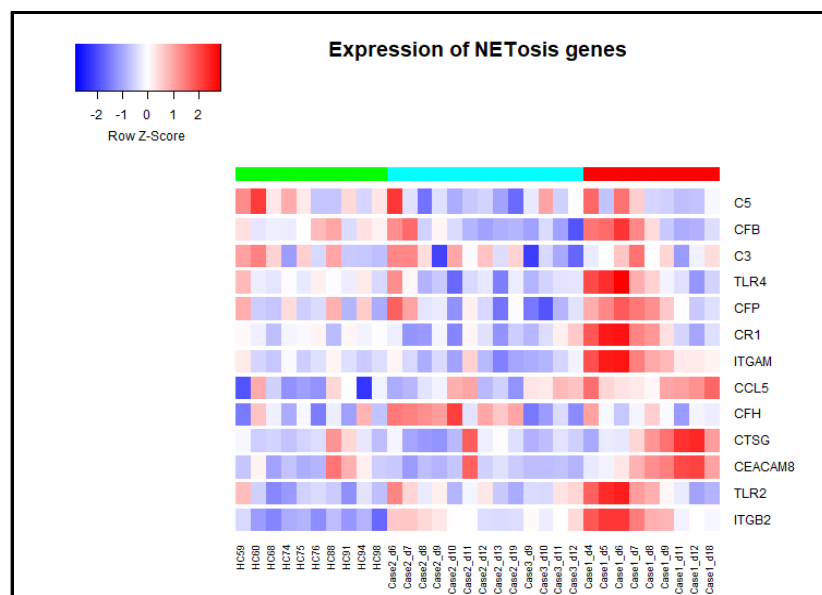 Expression of NETosis genes
-2 -1 0 1 2
Row Z-Score
C5
CFB
C3
TLR4
CFP
CR1
ITGAM
CCL5
CFH
CTSG
CEACAM8
TLR2
ITGB2
HC59
HC60
HC68
HC74
HC75
HC76
HC88
HC91
HC94
HC98
Case2_d6
Case2_d7
Case2_d8
Case2_d9
Case2_d10
Case2_d11
Case2_d12
Case2_d13
Case2_d19
Case3_d9
Case3_d10
Case3_d11
Case3_d12
Case1_d4
Case1_d5
Case1_d6
Case1_d7
Case1_d8
Case1_d9
Case1_d11
Case1_d12
Case1_d18